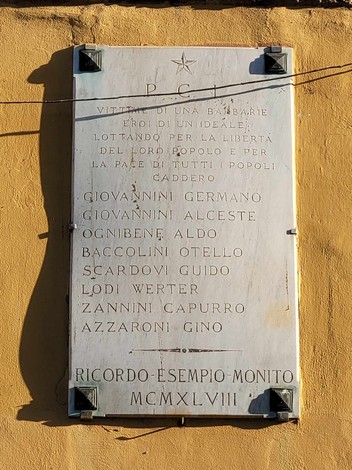 P. C. I.
VITTIME DI UNA BARBARIE
EROI DI UN IDEALE
LOTTANDO PER LA LIBERTÀ
DEL LORO POPOLO E PER
LA PACE DI TUTTI I POPOLI
CADDERO
GIOVANNINI GERMANO
GIOVANNINI ALCESTE
OGNIBENE ALDO
BACCOLINI OTELLO
SCARDOVI GUIDO
LODI WERTER
ZANNINI CAPURRO
AZZARONI GINO
RICORDO-ESEMPIO-MONITO
MCMXLVIII